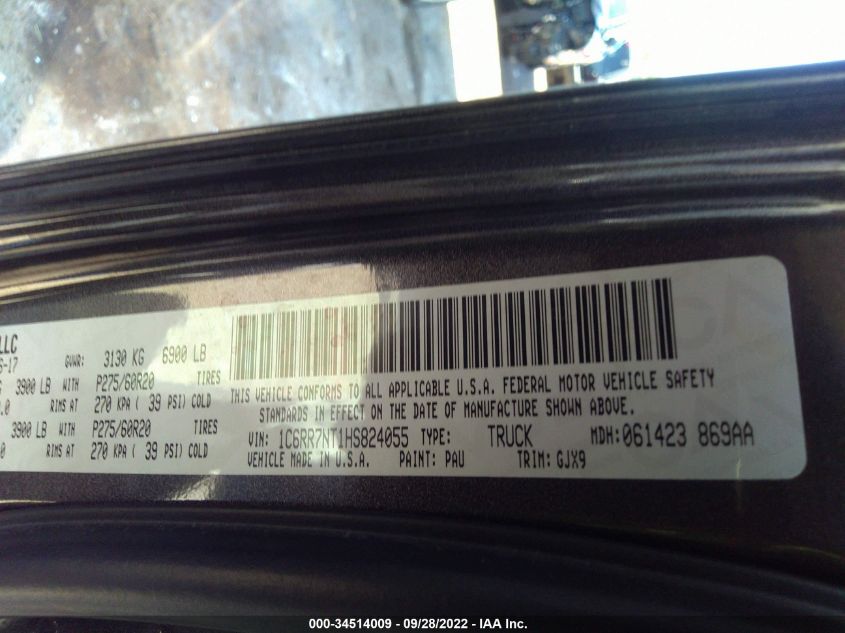 LLC
-17 GVWR: 3130 KG 6900 LB
3900 LB WITH P275/60R20 TIRES
.0 RIMS AT 270 KPA ( 39 PSI) COLD
3900 LB WITH P275/60R20 TIRES
.0 RIMS AT 270 KPA ( 39 PSI) COLD
THIS VEHICLE CONFORMS TO ALL APPLICABLE U.S.A. FEDERAL MOTOR VEHICLE SAFETY
STANDARDS IN EFFECT ON THE DATE OF MANUFACTURE SHOWN ABOVE.
VIN: 1C6RR7NT1HS824055 TYPE: TRUCK MDH: 061423 869AA
VEHICLE MADE IN U.S.A. PAINT: PAU TRIM: GJX9
000-34514009 - 09/28/2022 - IAA Inc.